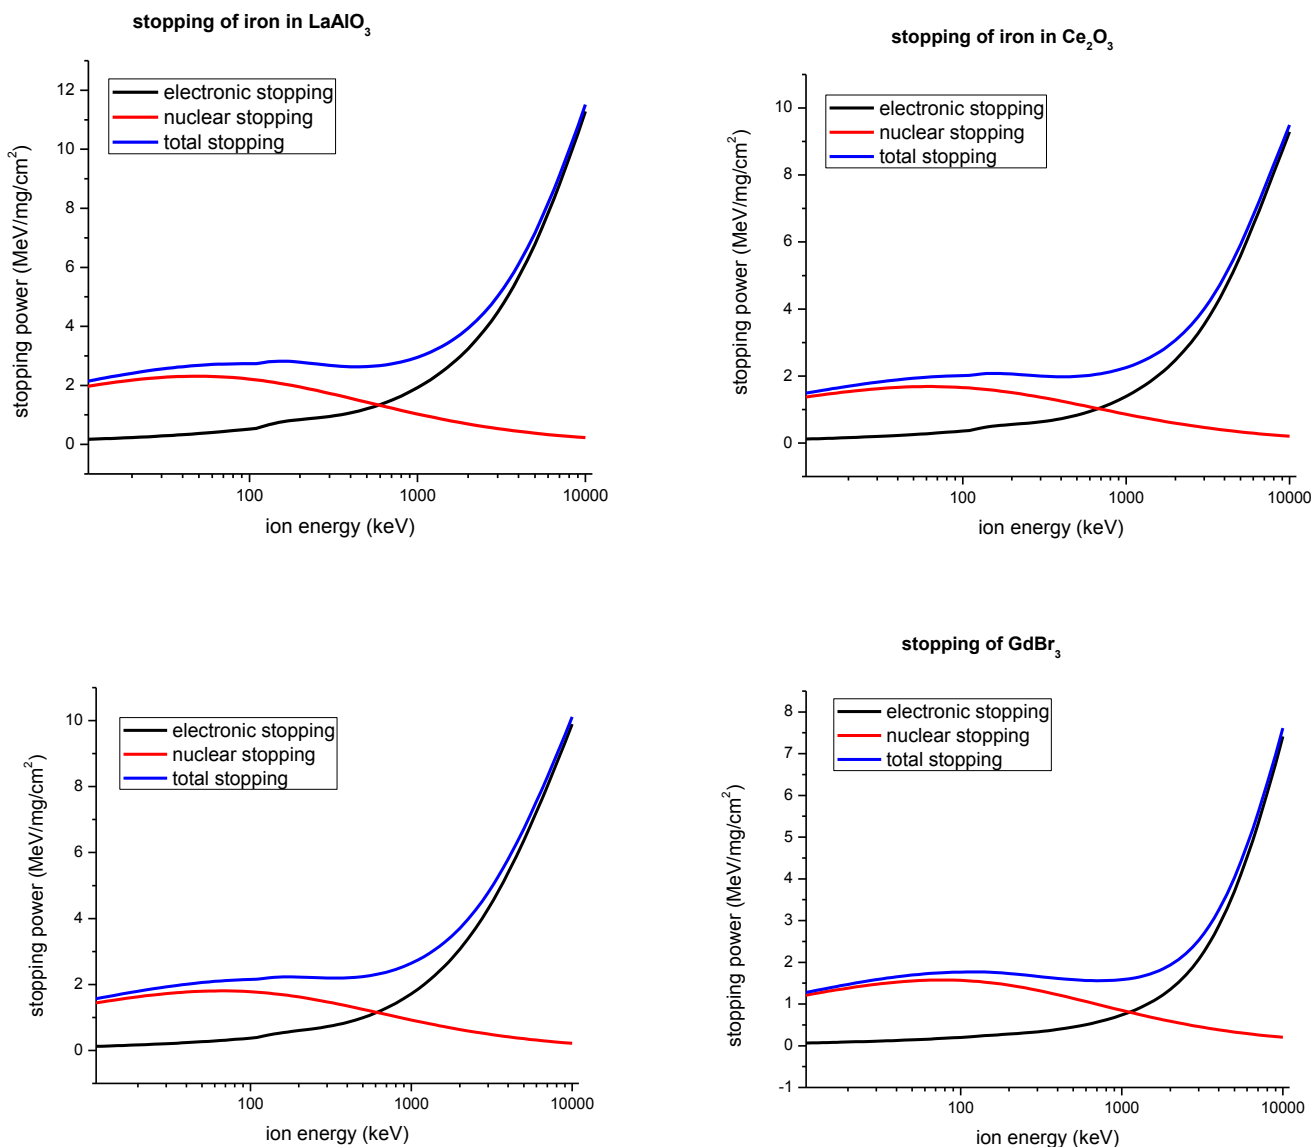 stopping of iron in LaAlO₃
electronic stopping
nuclear stopping
total stopping
stopping power (MeV/mg/cm²)
12
10
8
6
4
2
0
100
1000
10000
ion energy (keV)
stopping of iron in Ce₂O₃
electronic stopping
nuclear stopping
total stopping
stopping power (MeV/mg/cm²)
10
8
6
4
2
0
100
1000
10000
ion energy (keV)
electronic stopping
nuclear stopping
total stopping
stopping power (MeV/mg/cm²)
10
8
6
4
2
0
100
1000
10000
ion energy (keV)
stopping of GdBr₃
electronic stopping
nuclear stopping
total stopping
stopping power (MeV/mg/cm²)
8
7
6
5
4
3
2
1
0
-1
100
1000
10000
ion energy (keV)